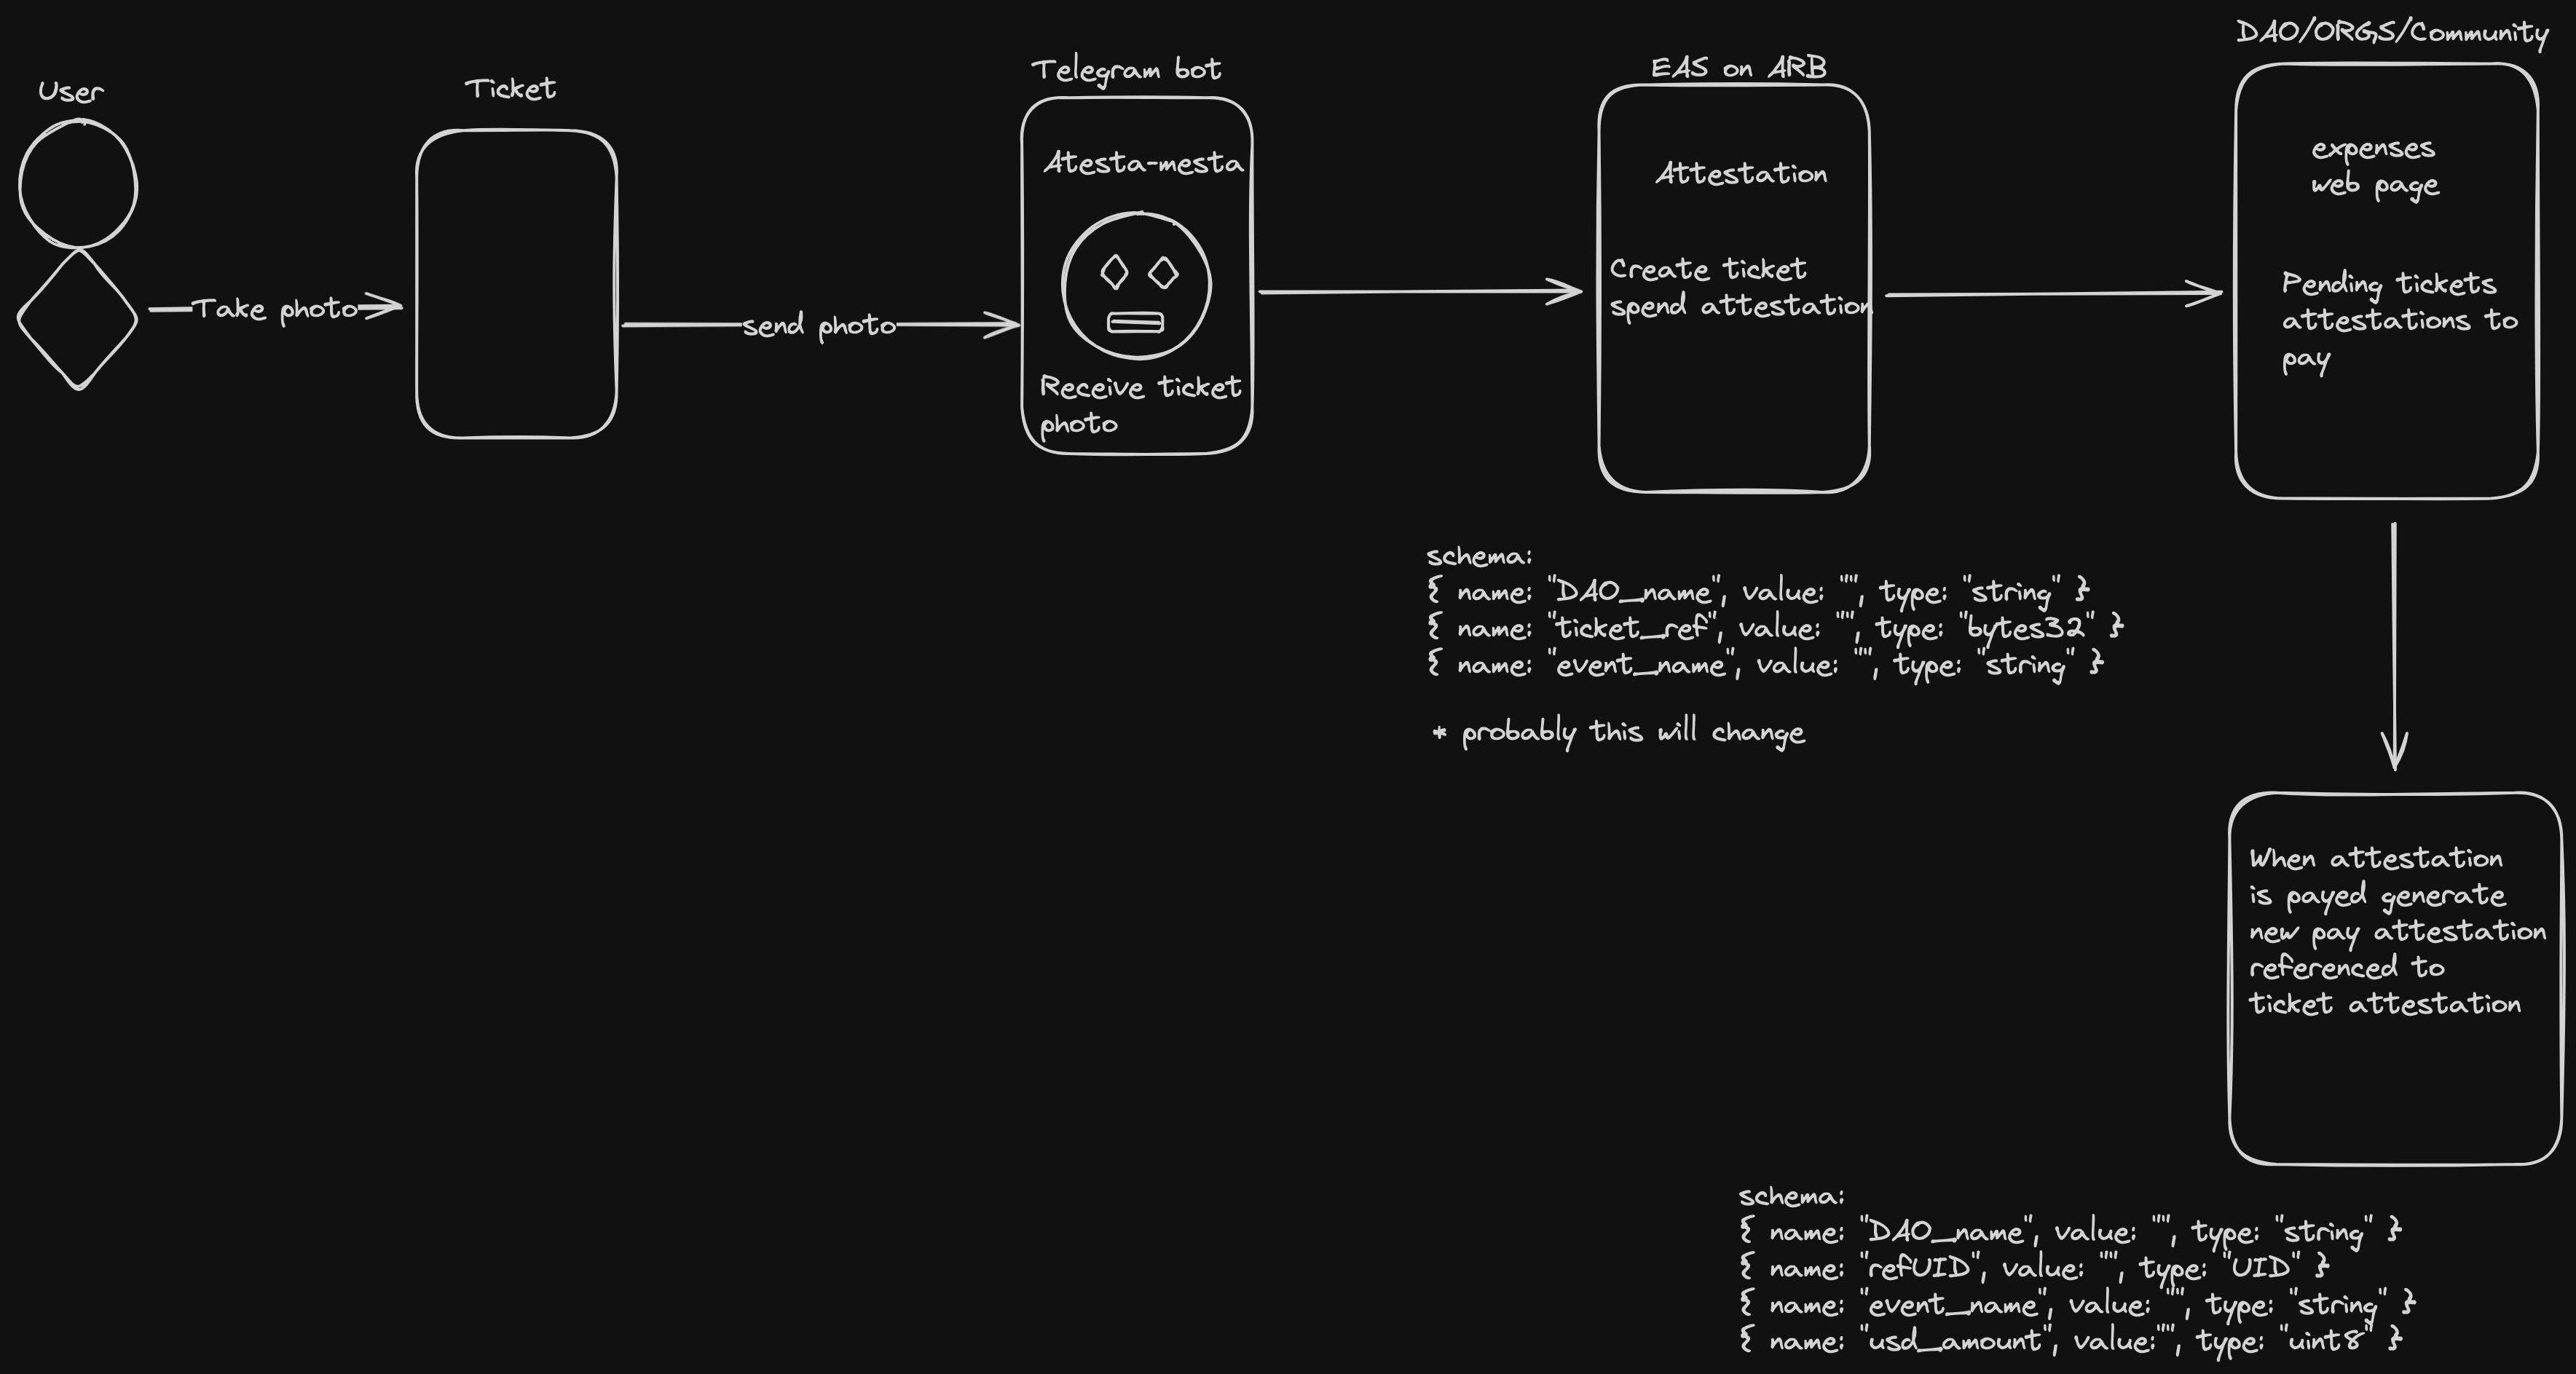 User
Take photo
Ticket
send photo
Telegram bot
Atesta-mesta
Receive ticket
photo
EAS on ARB
Attestation
Create ticket
spend attestation
schema:
{ name: "DAO_name", value: "", type: "string" }
{ name: "ticket_ref", value: "", type: "bytes32" }
{ name: "event_name", value: "", type: "string" }
* probably this will change
DAO/ORGS/Community
expenses
web page
Pending tickets
attestations to
pay
When attestation
is payed generate
new pay attestation
referenced to
ticket attestation
schema:
{ name: "DAO_name", value: "", type: "string" }
{ name: "refUID", value: "", type: "UID" }
{ name: "event_name", value: "", type: "string" }
{ name: "usd_amount", value:"", type: "uint8" }